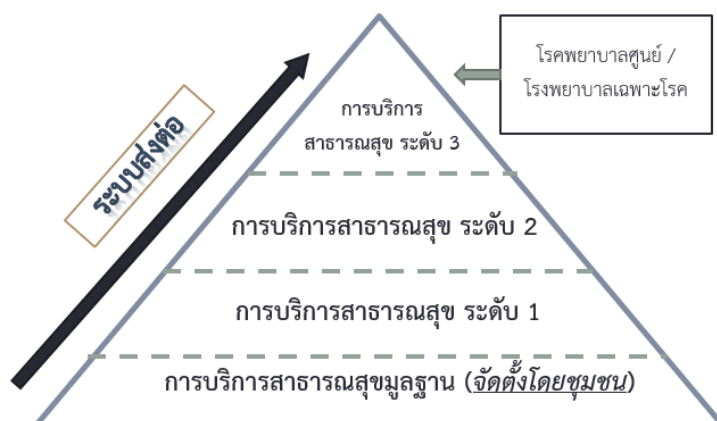 โรคพยาบาลศูนย์ /
โรงพยาบาลเฉพาะโรค
ระบบส่งต่อ
การบริการ
สาธารณสุข ระดับ 3
การบริการสาธารณสุข ระดับ 2
การบริการสาธารณสุข ระดับ 1
การบริการสาธารณสุขมูลฐาน (จัดตั้งโดยชุมชน)